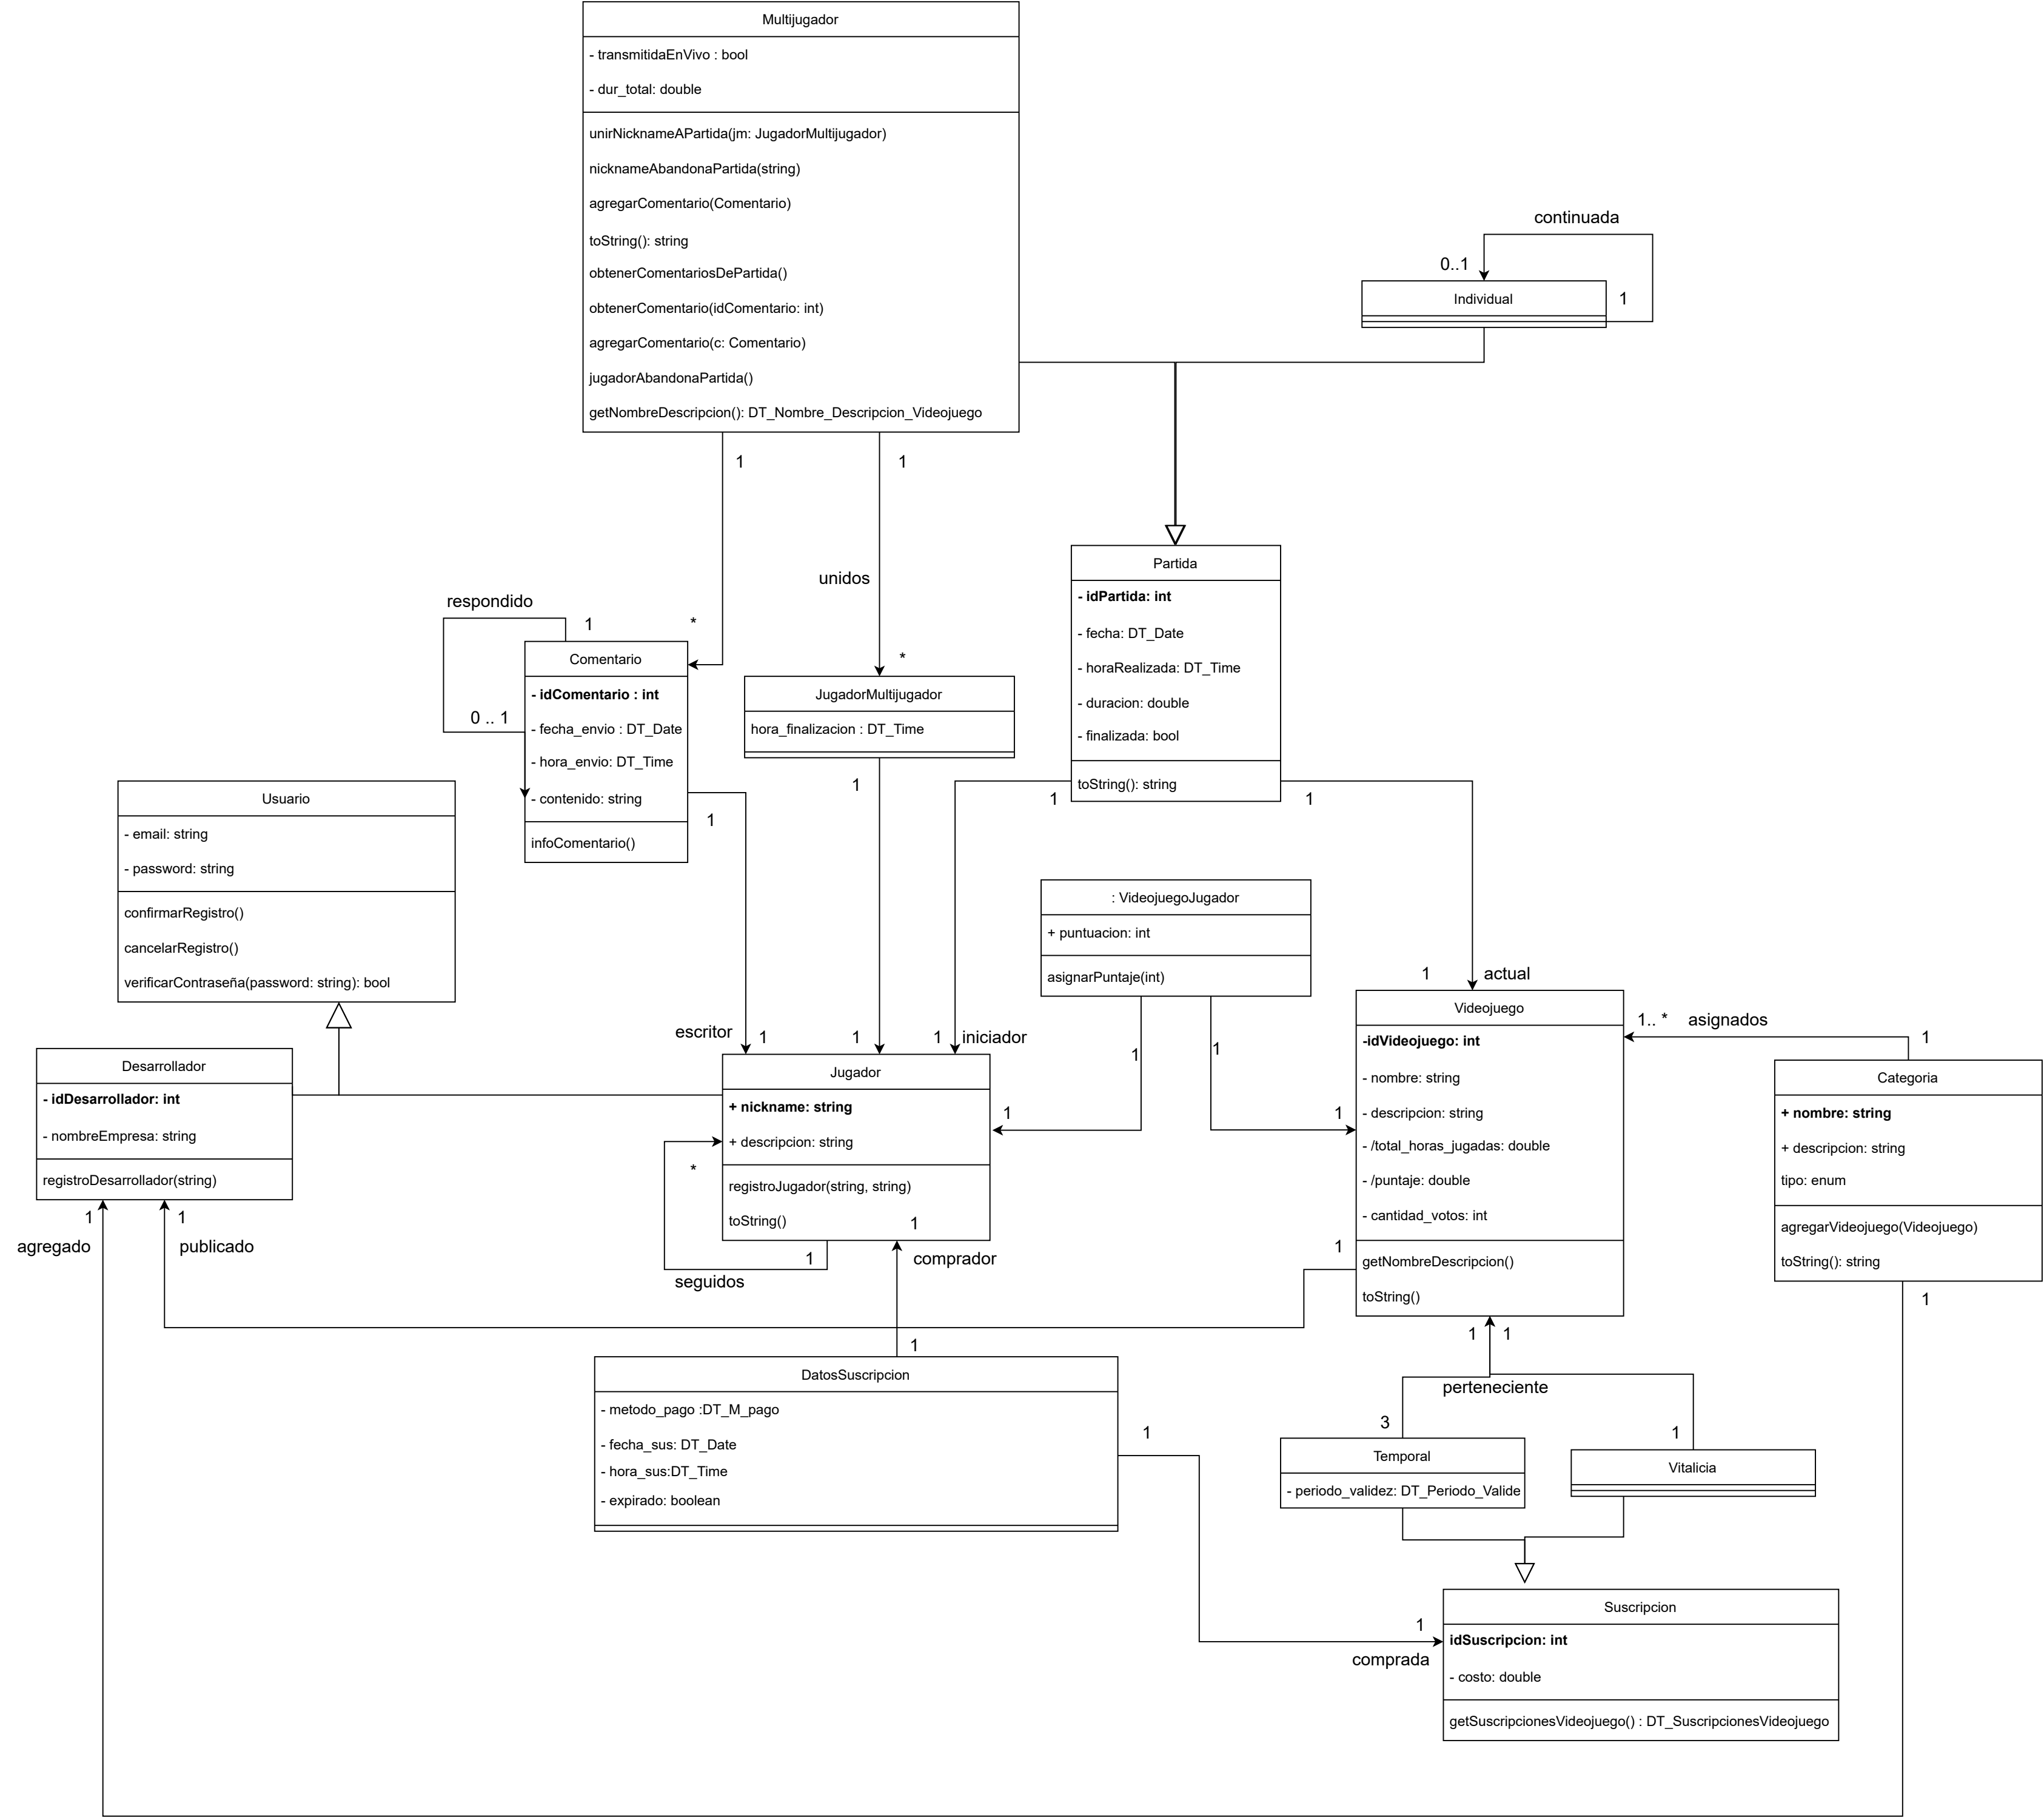 Multijugador
- transmitidaEnVivo : bool
- dur_total: double
unirNicknameAPartida(jm: JugadorMultijugador)
nicknameAbandonaPartida(string)
agregarComentario(Comentario)
toString(): string
obtenerComentariosDePartida()
obtenerComentario(idComentario: int)
agregarComentario(c: Comentario)
jugadorAbandonaPartida()
getNombreDescripcion(): DT_Nombre_Descripcion_Videojuego
continuada
0..1
Individual
1
1
1
unidos
*
respondido
1
*
0 .. 1
Comentario
- idComentario : int
- fecha_envio : DT_Date
- hora_envio: DT_Time
- contenido: string
infoComentario()
1
JugadorMultijugador
hora_finalizacion : DT_Time
1
Partida
- idPartida: int
- fecha: DT_Date
- horaRealizada: DT_Time
- duracion: double
- finalizada: bool
toString(): string
1
1
Usuario
- email: string
- password: string
confirmarRegistro()
cancelarRegistro()
verificarContraseña(password: string): bool
: VideojuegoJugador
+ puntuacion: int
asignarPuntaje(int)
1
1
1
1
1
actual
escritor
1
1
1
iniciador
Desarrollador
- idDesarrollador: int
- nombreEmpresa: string
registroDesarrollador(string)
1
1
agregado
publicado
Jugador
+ nickname: string
+ descripcion: string
registroJugador(string, string)
toString()
*
1
seguidos
1
comprador
1
Videojuego
-idVideojuego: int
- nombre: string
- descripcion: string
- /total_horas_jugadas: double
- /puntaje: double
- cantidad_votos: int
getNombreDescripcion()
toString()
1
1.. *
asignados
1
Categoria
+ nombre: string
+ descripcion: string
tipo: enum
agregarVideojuego(Videojuego)
toString(): string
1
1
1
perteneciente
3
1
DatosSuscripcion
- metodo_pago :DT_M_pago
- fecha_sus: DT_Date
- hora_sus:DT_Time
- expirado: boolean
1
Temporal
- periodo_validez: DT_Periodo_Valide
Vitalicia
1
comprada
Suscripcion
idSuscripcion: int
- costo: double
getSuscripcionesVideojuego() : DT_SuscripcionesVideojuego